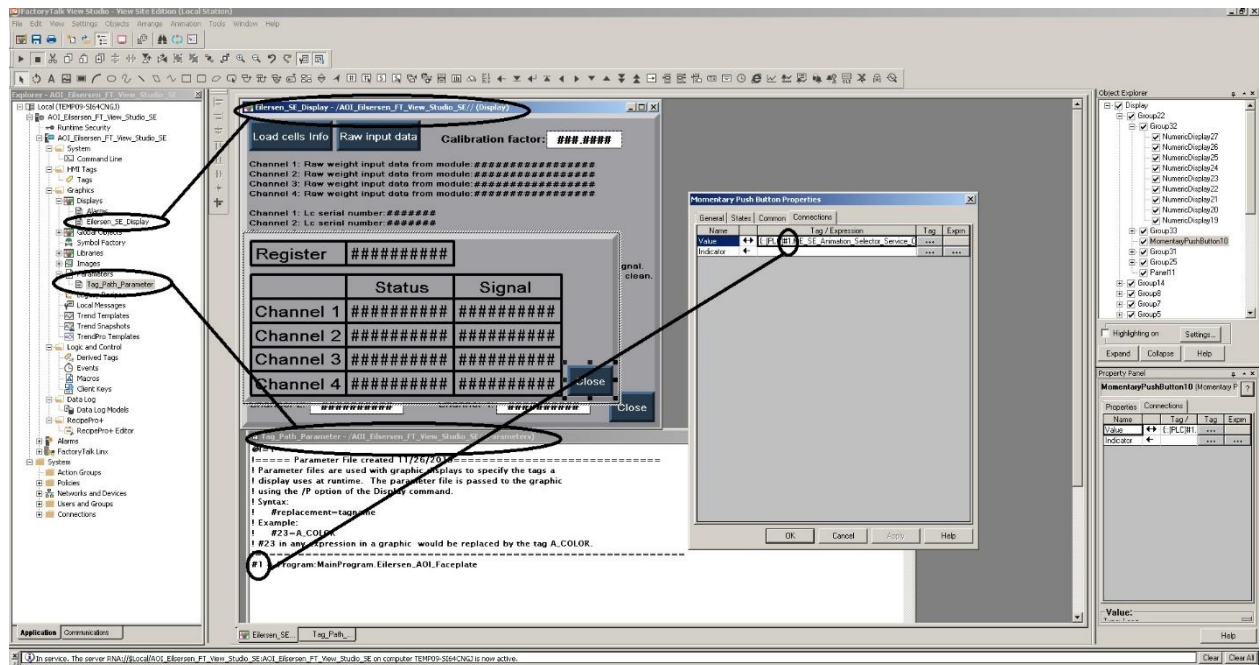 FactoryTalk View Studio - View Site Edition (Local Station)
File Edit View Settings Objects Arrange Animation Tools Window Help
Explorer - AOI_Eilsersen_FT_View_Studio_SE
Local (TEMP09-SI64CNGJ)
AOI_Eilsersen_FT_View_Studio_SE
Runtime Security
AOI_Eilsersen_FT_View_Studio_SE
System
Command Line
HMI Tags
Tags
Graphics
Displays
Alarms
Eilersen_SE_Display
Global Objects
Symbol Factory
Libraries
Images
Parameters
Tag_Path_Parameter
Local Messages
Trend Templates
Trend Snapshots
TrendPro Templates
Logic and Control
Derived Tags
Events
Macros
Client Keys
Data Log
Data Log Models
RecipePro+
RecipePro+ Editor
Alarms
FactoryTalk Linx
System
Action Groups
Policies
Networks and Devices
Users and Groups
Connections
Application Communications
Eilersen_SE_Display - /AOI_Eilsersen_FT_View_Studio_SE// (Display)
Load cells Info Raw input data Calibration factor: ###.####
Channel 1: Raw weight input data from module:#################
Channel 2: Raw weight input data from module:#################
Channel 3: Raw weight input data from module:#################
Channel 4: Raw weight input data from module:#################
Channel 1: Lc serial number:#######
Channel 2: Lc serial number:#######
gnal.
clean.
Register ##########
Status Signal
Channel 1 ########## ##########
Channel 2 ########## ##########
Channel 3 ########## ##########
Channel 4 ########## ##########
Close
Close
Tag_Path_Parameter - /AOI_Eilsersen_FT_View_Studio_SE// (Parameters)
!===== Parameter File created 11/26/
! Parameter files are used with graphic displays to specify the tags a
! display uses at runtime. The parameter file is passed to the graphic
! using the /P option of the Display command.
! Syntax:
! #replacement=tagname
! Example:
! #23=A_COLOR
! #23 in any expression in a graphic would be replaced by the tag A_COLOR.
#1 = Program:MainProgram.Eilersen_AOI_Faceplate
Eilersen_SE... Tag_Path_...
Momentary Push Button Properties
General States Common Connections
Name Tag / Expression Tag Exprn
Value {::[PLC]#1.E_SE_Animation_Selector_Service_C
Indicator
OK Cancel Apply Help
Object Explorer
Display
Group22
Group32
NumericDisplay27
NumericDisplay26
NumericDisplay25
NumericDisplay24
NumericDisplay23
NumericDisplay22
NumericDisplay21
NumericDisplay20
NumericDisplay19
Group33
MomentaryPushButton10
Group31
Group25
Panel11
Group14
Group8
Group7
Group5
Highlighting on Settings...
Expand Collapse Help
Property Panel
MomentaryPushButton10 (Momentary P
Properties Connections
Name Tag / Tag Exprn
Value {::[PLC]#1.
Indicator
Value:
Help
In service. The server RNA://$Local/AOI_Eilsersen_FT_View_Studio_SE:AOI_Eilsersen_FT_View_Studio_SE on computer TEMP09-SI64CNGJ is now active.
Clear Clear All